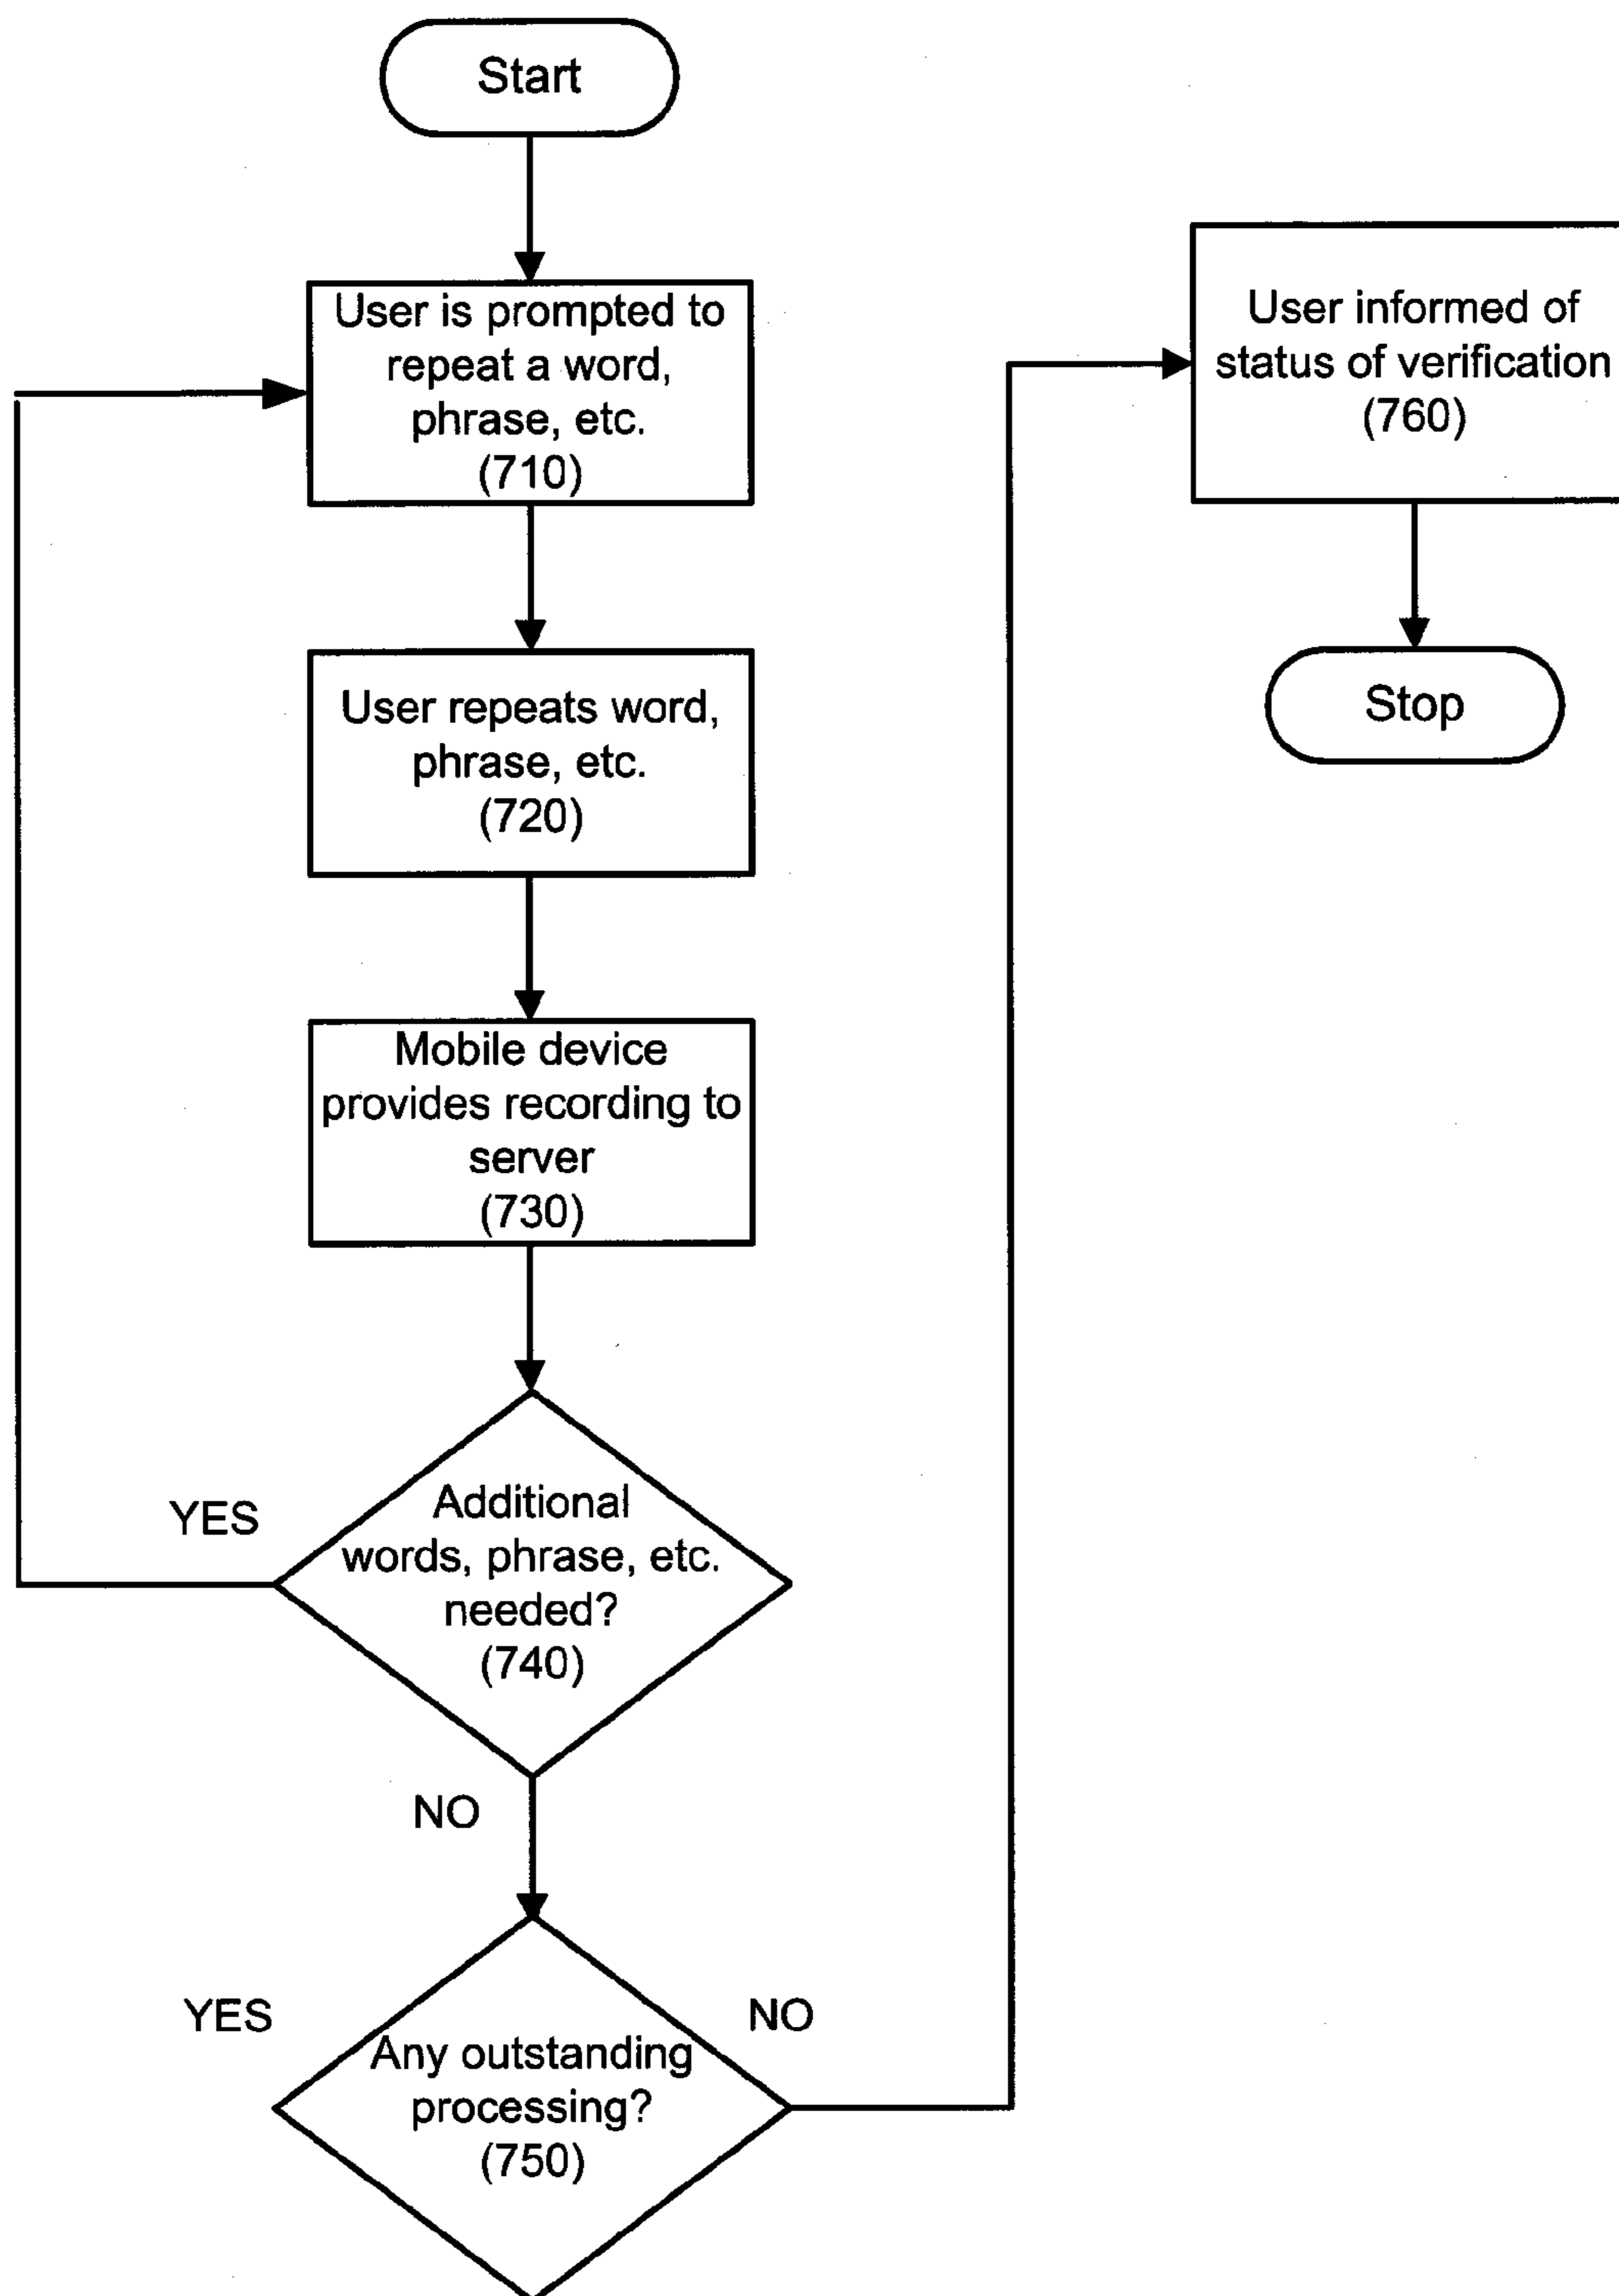 Start
User is prompted to
repeat a word,
phrase, etc.
(710)
User repeats word,
phrase, etc.
(720)
Mobile device
provides recording to
server
(730)
YES
Additional
words, phrase, etc.
needed?
(740)
NO
YES
NO
Any outstanding
processing?
(750)
User informed of
status of verification
(760)
Stop